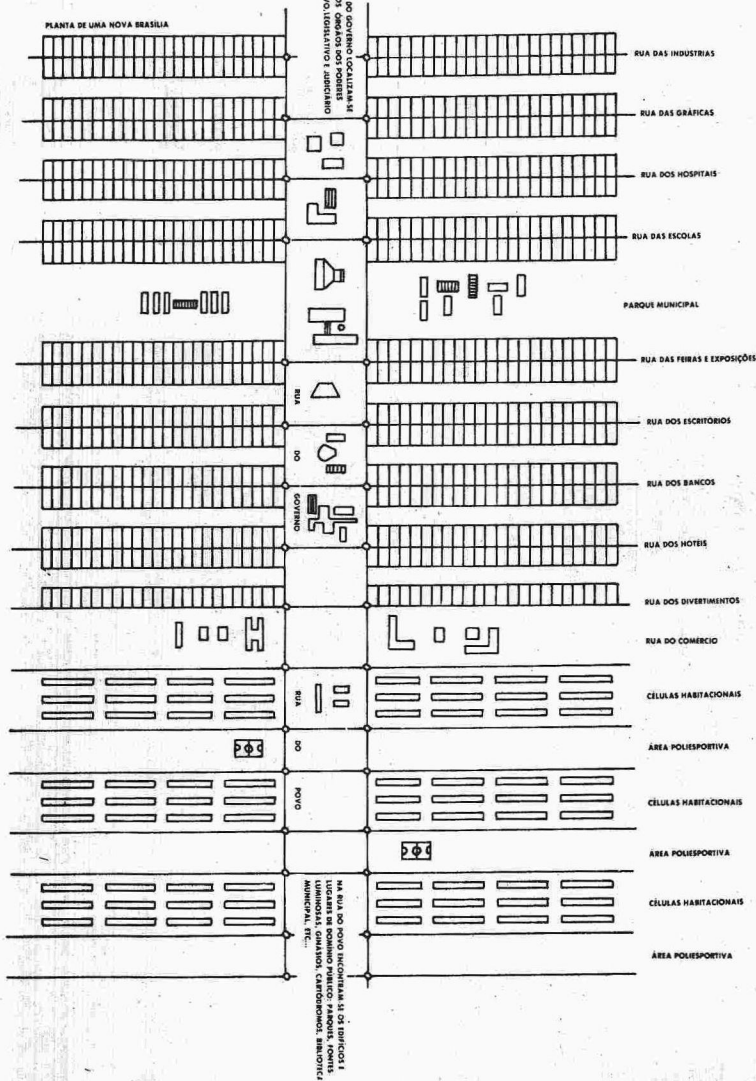 PLANTA DE UMA NOVA BRASÍLIA
DO GOVERNO LOCALIZAM-SE
OS ÓRGÃOS DOS PODERES
VO, LEGISLATIVO E JUDICIÁRIO
RUA DAS INDÚSTRIAS
RUA DAS GRÁFICAS
RUA DOS HOSPITAIS
RUA DAS ESCOLAS
PARQUE MUNICIPAL
RUA DAS FEIRAS E EXPOSIÇÕES
RUA DOS ESCRITÓRIOS
RUA DOS BANCOS
RUA DOS HOTÉIS
RUA DOS DIVERTIMENTOS
RUA DO COMÉRCIO
CÉLULAS HABITACIONAIS
ÁREA POLIESPORTIVA
CÉLULAS HABITACIONAIS
ÁREA POLIESPORTIVA
CÉLULAS HABITACIONAIS
ÁREA POLIESPORTIVA
RUA DO GOVERNO
RUA DO POVO
NA RUA DO POVO ENCONTRAM-SE OS EDIFÍCIOS E
LUGARES DE DOMÍNIO PÚBLICO: PARQUES, FONTES
LUMINOSAS, GINÁSIOS, CARTÓDROMOS, BIBLIOTECA
MUNICIPAL, ETC...